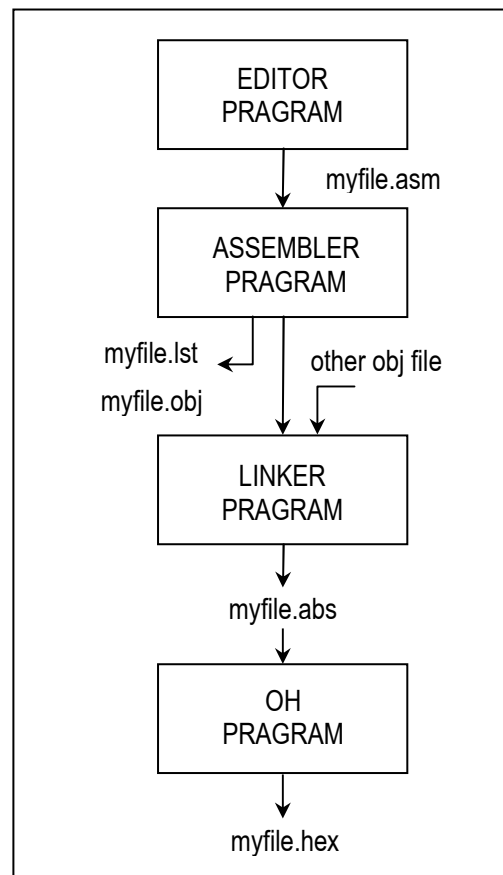 EDITOR
PRAGRAM
myfile.asm
ASSEMBLER
PRAGRAM
myfile.lst
other obj file
myfile.obj
LINKER
PRAGRAM
myfile.abs
OH
PRAGRAM
myfile.hex